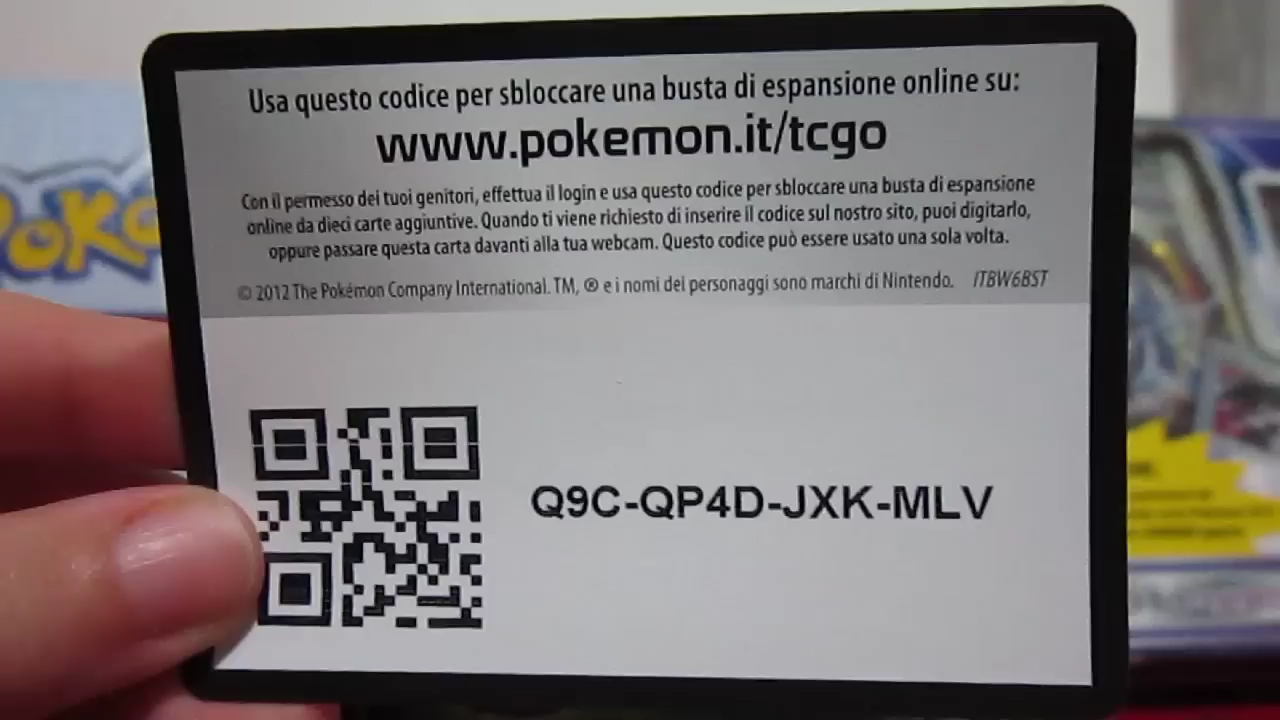 Usa questo codice per sbloccare una busta di espansione online su:
www.pokemon.it/tcgo
Con il permesso dei tuoi genitori, effettua il login e usa questo codice per sbloccare una busta di espansione
online da dieci carte aggiuntive. Quando ti viene richiesto di inserire il codice sul nostro sito, puoi digitarlo,
oppure passare questa carta davanti alla tua webcam. Questo codice può essere usato una sola volta.
© 2012 The Pokémon Company International. TM, ® e i nomi dei personaggi sono marchi di Nintendo. ITBW6BST
Q9C-QP4D-JXK-MLV